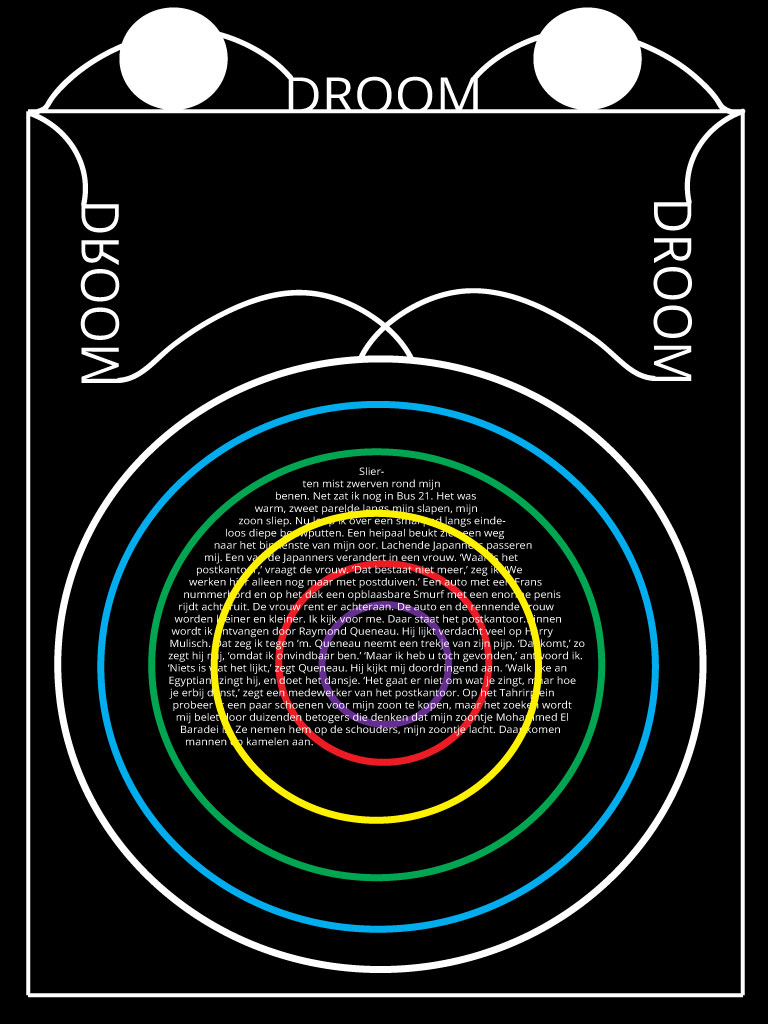 DROOM
DROOM
DROOM
Slier-
ten mist zwerven rond mijn
benen. Net zat ik nog in Bus 21. Het was
warm, zweet parelde langs mijn slapen, mijn
zoon sliep. Nu loop ik over een smal pad langs einde-
loos diepe bouwputten. Een heipaal beukt zich een weg
naar het binnenste van mijn oor. Lachende Japanners passeren
mij. Een van de Japanners verandert in een vrouw. ‘Waar is het
postkantoor,’ vraagt de vrouw. ‘Dat bestaat niet meer,’ zeg ik. ‘We
werken hier alleen nog maar met postduiven.’ Een auto met een Frans
nummerbord en op het dak een opblaasbare Smurf met een enorme penis
rijdt achteruit. De vrouw rent er achteraan. De auto en de rennende vrouw
worden kleiner en kleiner. Ik kijk voor me. Daar staat het postkantoor. Binnen
wordt ik ontvangen door Raymond Queneau. Hij lijkt verdacht veel op Harry
Mulisch. Dat zeg ik tegen ’m. Queneau neemt een trekje van zijn pijp. ‘Dat komt,’ zo
zegt hij mij, ‘omdat ik onvindbaar ben.’ ‘Maar ik heb u toch gevonden,’ antwoord ik.
‘Niets is wat het lijkt,’ zegt Queneau. Hij kijkt mij doordringend aan. ‘Walk like an
Egyptian,’ zingt hij, en doet het dansje. ‘Het gaat er niet om wat je zingt, maar hoe
je erbij danst,’ zegt een medewerker van het postkantoor. Op het Tahrirplein
probeer ik een paar schoenen voor mijn zoon te kopen, maar het zoeken wordt
mij belet door duizenden betogers die denken dat mijn zoontje Mohammed El
Baradei is. Ze nemen hem op de schouders, mijn zoontje lacht. Daar komen
mannen op kamelen aan.